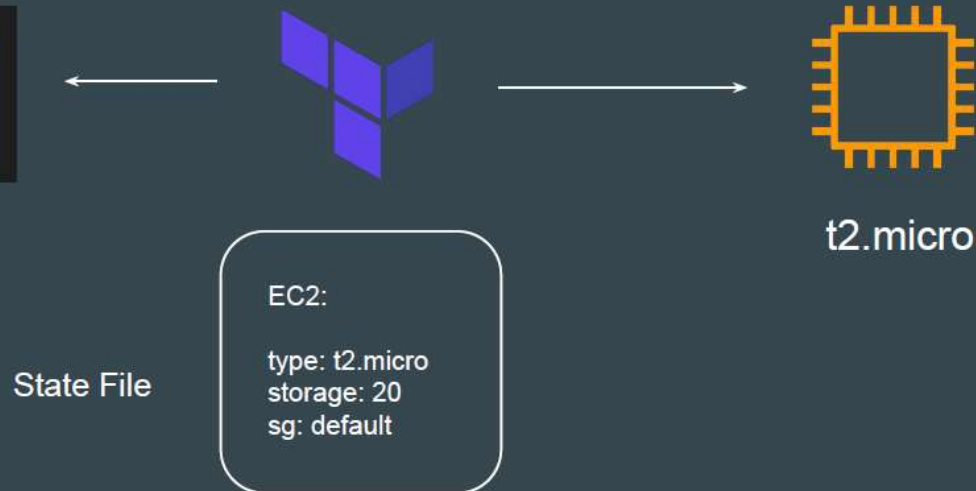 t2.micro
EC2:
type: t2.micro
storage: 20
sg: default
State File